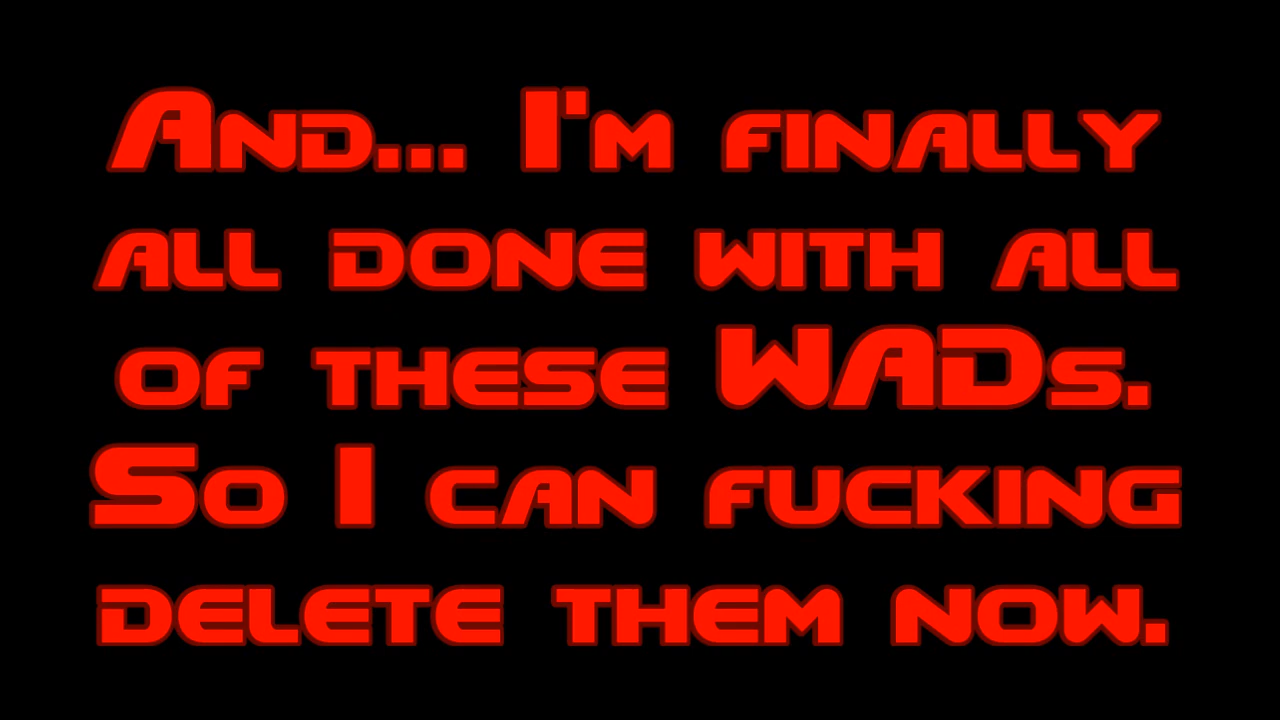 And... I'm finally
all done with all
of these WADs.
So I can fucking
delete them now.